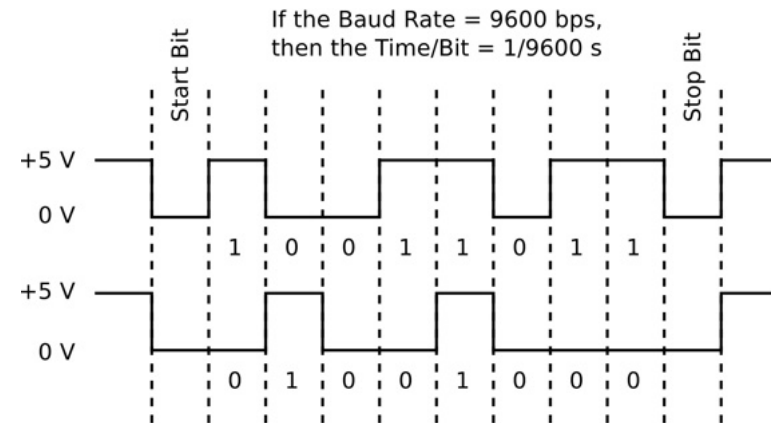 If the Baud Rate = 9600 bps,
then the Time/Bit = 1/9600 s
Start Bit
Stop Bit
+5 V
0 V
1 0 0 1 1 0 1 1
+5 V
0 V
0 1 0 0 1 0 0 0